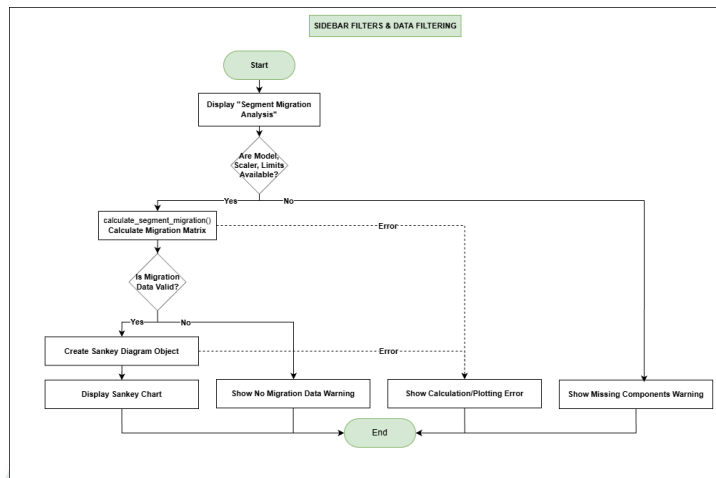 SIDEBAR FILTERS & DATA FILTERING
Start
Display "Segment Migration
Analysis"
Are Model,
Scaler, Limits
Available?
Yes
No
calculate_segment_migration()
Calculate Migration Matrix
Error
Is Migration
Data Valid?
Yes
No
Create Sankey Diagram Object
Error
Display Sankey Chart
Show No Migration Data Warning
Show Calculation/Plotting Error
Show Missing Components Warning
End